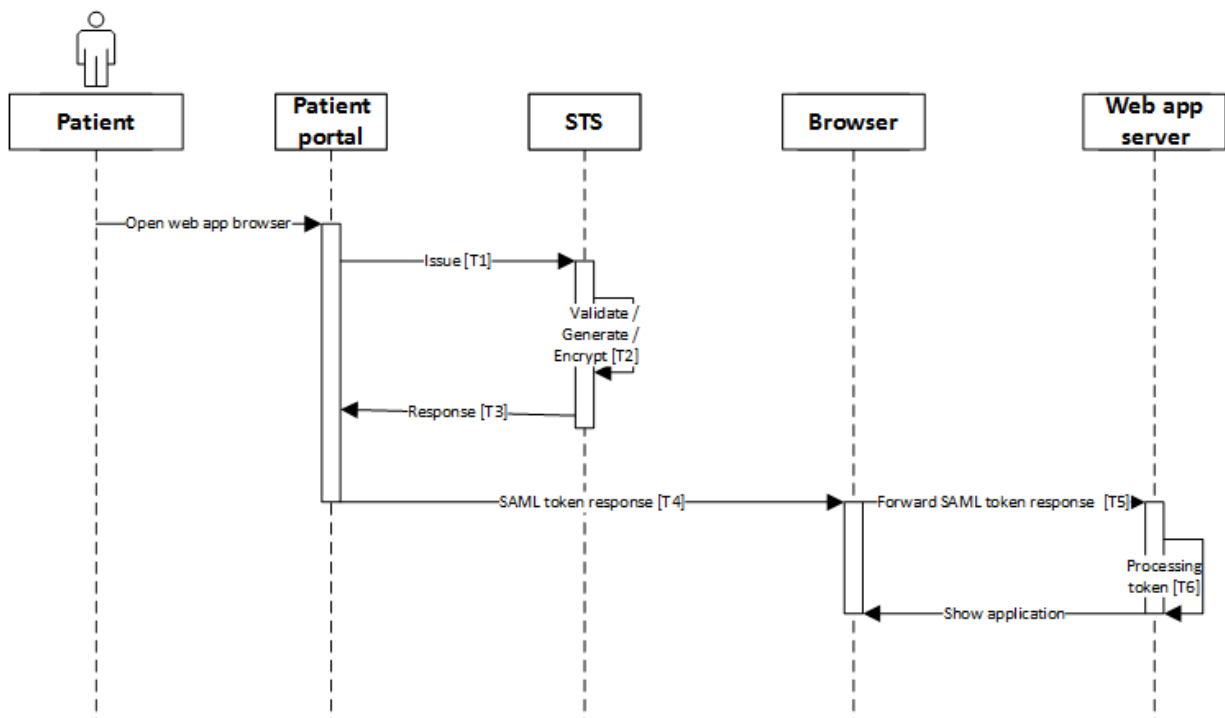 Patient
Patient
portal
STS
Browser
Web app
server
Open web app browser
Issue [T1]
Validate /
Generate /
Encrypt [T2]
Response [T3]
SAML token response [T4]
Forward SAML token response [T5]
Processing
token [T6]
Show application